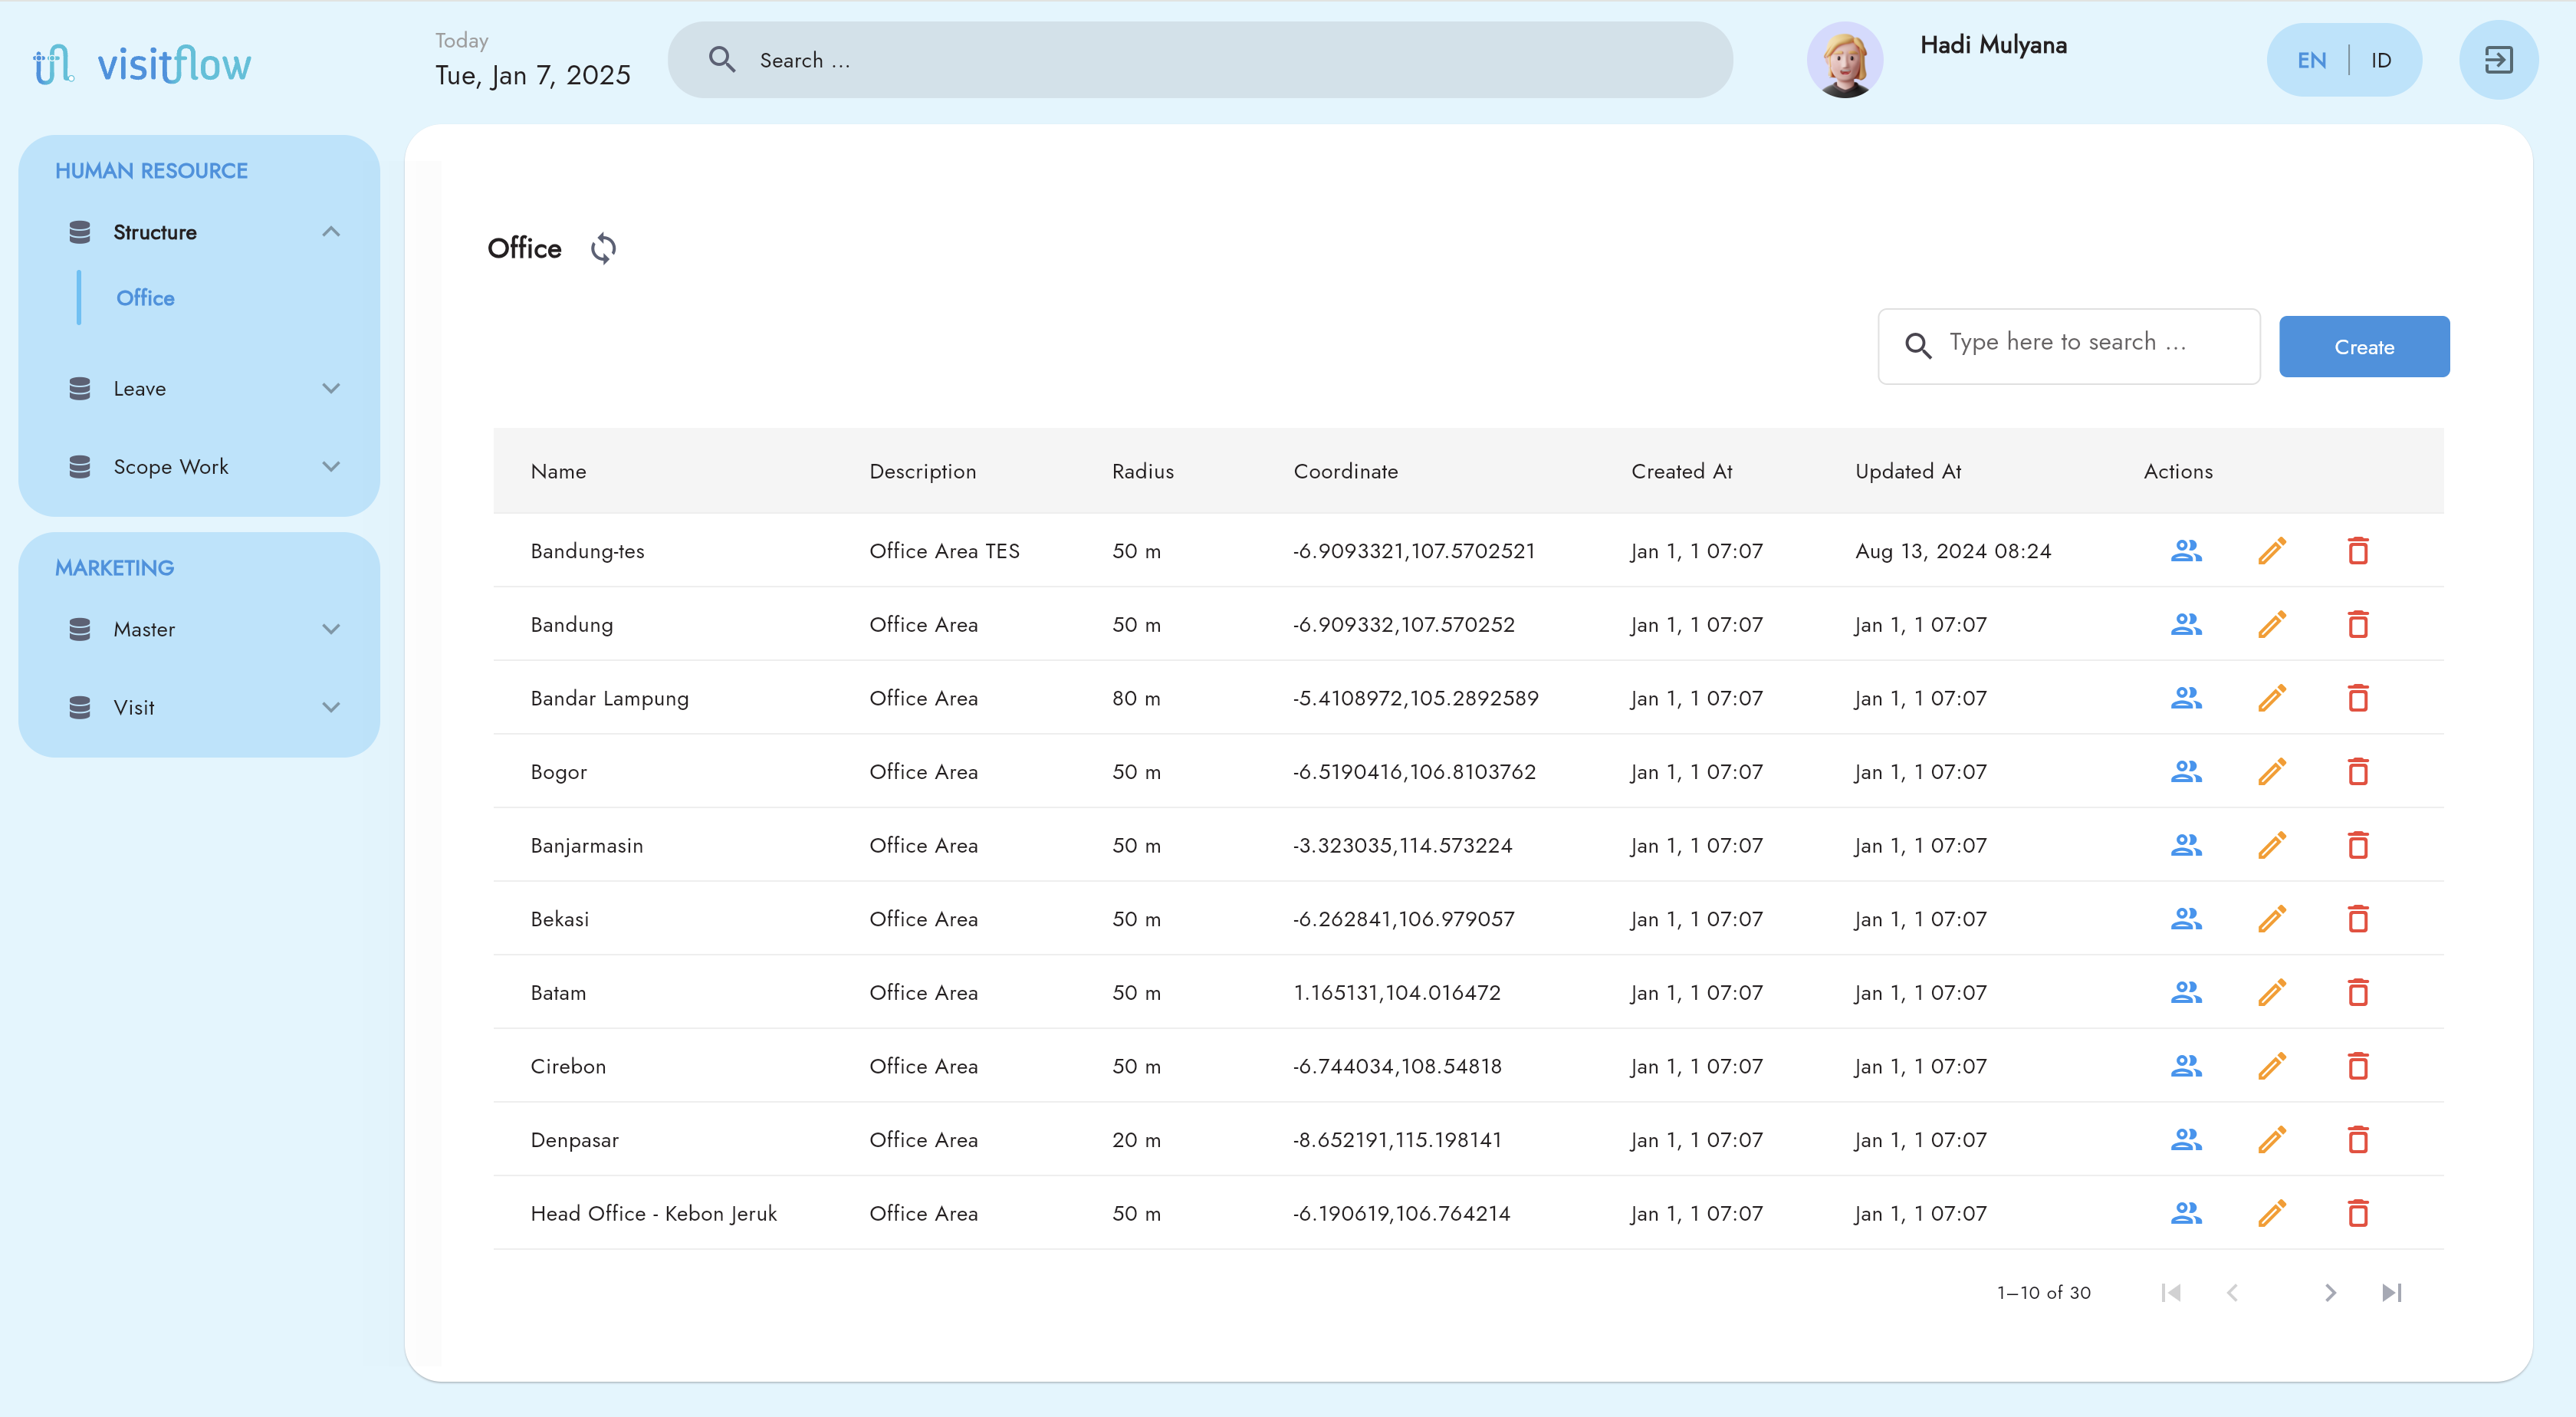 visitflow
Today
Tue, Jan 7, 2025
Search ...
Hadi Mulyana
EN | ID
HUMAN RESOURCE
Structure
Office
Leave
Scope Work
MARKETING
Master
Visit
Office
Type here to search ...
Create
Name Description Radius Coordinate Created At Updated At Actions
Bandung-tes Office Area TES 50 m -6.9093321,107.5702521 Jan 1, 1 07:07 Aug 13, 2024 08:24
Bandung Office Area 50 m -6.909332,107.570252 Jan 1, 1 07:07 Jan 1, 1 07:07
Bandar Lampung Office Area 80 m -5.4108972,105.2892589 Jan 1, 1 07:07 Jan 1, 1 07:07
Bogor Office Area 50 m -6.5190416,106.8103762 Jan 1, 1 07:07 Jan 1, 1 07:07
Banjarmasin Office Area 50 m -3.323035,114.573224 Jan 1, 1 07:07 Jan 1, 1 07:07
Bekasi Office Area 50 m -6.262841,106.979057 Jan 1, 1 07:07 Jan 1, 1 07:07
Batam Office Area 50 m 1.165131,104.016472 Jan 1, 1 07:07 Jan 1, 1 07:07
Cirebon Office Area 50 m -6.744034,108.54818 Jan 1, 1 07:07 Jan 1, 1 07:07
Denpasar Office Area 20 m -8.652191,115.198141 Jan 1, 1 07:07 Jan 1, 1 07:07
Head Office - Kebon Jeruk Office Area 50 m -6.190619,106.764214 Jan 1, 1 07:07 Jan 1, 1 07:07
1–10 of 30